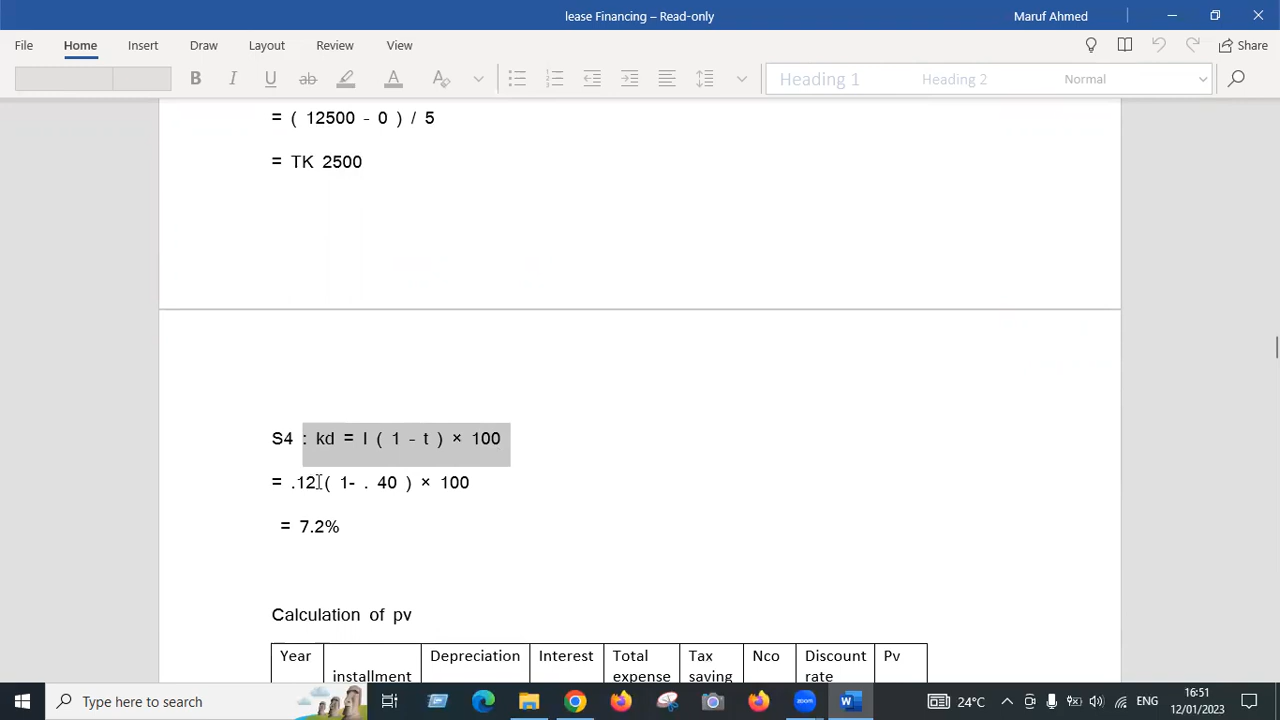 lease Financing – Read-only
Maruf Ahmed
File Home Insert Draw Layout Review View
Share
B I U ab A A
Heading 1 Heading 2 Normal
= ( 12500 - 0 ) / 5
= TK 2500
S4 : kd = I ( 1 - t ) × 100
= .12 ( 1- . 40 ) × 100
= 7.2%
Calculation of pv
Year installment Depreciation Interest Total expense Tax saving Nco Discount rate Pv
Type here to search
zoom
24°C
ENG
16:51
12/01/2023